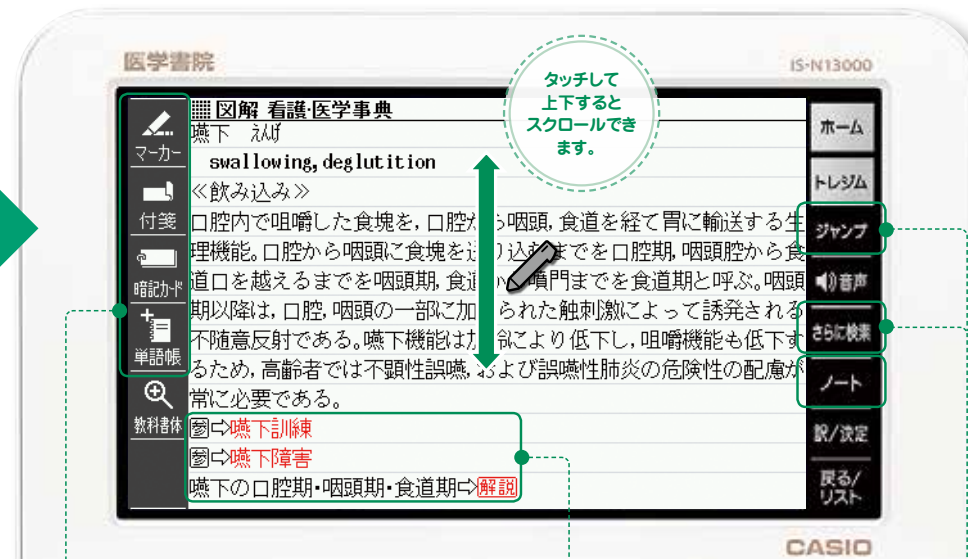 医学書院
IS-N13000
マーカー
付箋
暗記カード
単語帳
教科書体
図解 看護・医学事典
嚥下 えんげ
swallowing, deglutition
≪飲み込み≫
口腔内で咀嚼した食塊を, 口腔か 咽頭, 食道を経て胃に輸送する生
理機能。口腔から咽頭に食塊を り込 までを口腔期, 咽頭腔から食
道口を越えるまでを咽頭期, 食道 噴門までを食道期と呼ぶ。咽頭
期以降は, 口腔, 咽頭の一部に加 られた触刺激によって誘発される
不随意反射である。嚥下機能は 齢により低下し, 咀嚼機能も低下す
るため, 高齢者では不顕性誤嚥, および誤嚥性肺炎の危険性の配慮が
常に必要である。
参⇨嚥下訓練
参⇨嚥下障害
嚥下の口腔期・咽頭期・食道期⇨解説
タッチして
上下すると
スクロールでき
ます。
ホーム
トレジム
ジャンプ
音声
さらに検索
ノート
訳/決定
戻る/
リスト
CASIO